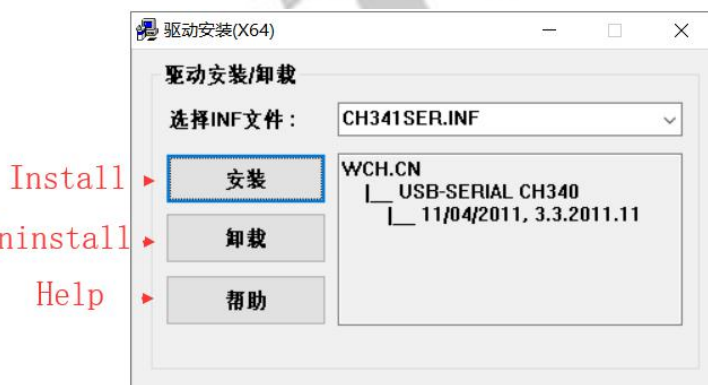 驱动安装(X64)
驱动安装/卸载
选择INF文件:
CH341SER.INF
Install
安装
WCH.CN
|__ USB-SERIAL CH340
|__ 11/04/2011, 3.3.2011.11
ninstall
卸载
Help
帮助